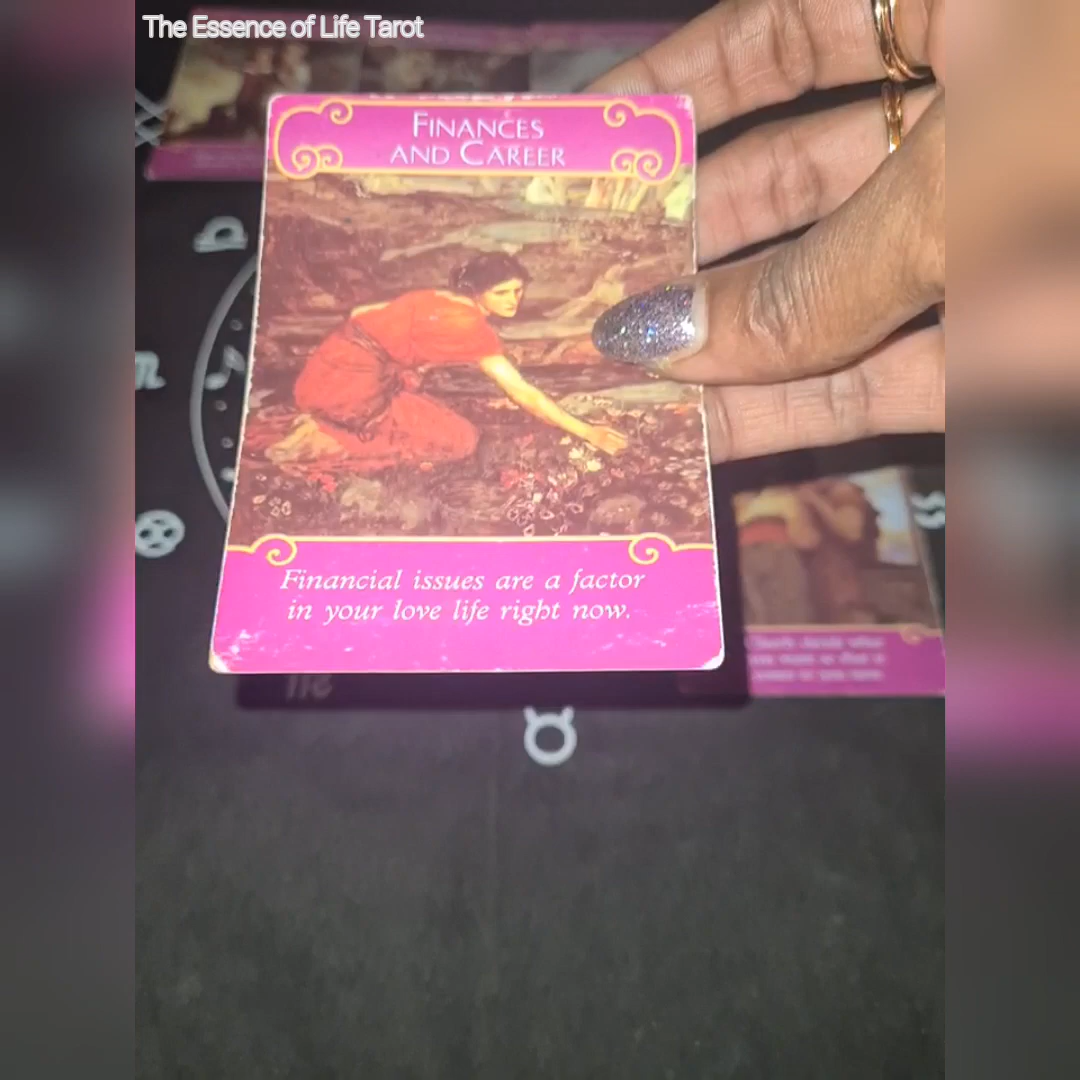 The Essence of Life Tarot
FINANCES
AND CAREER
Financial issues are a factor
in your love life right now.